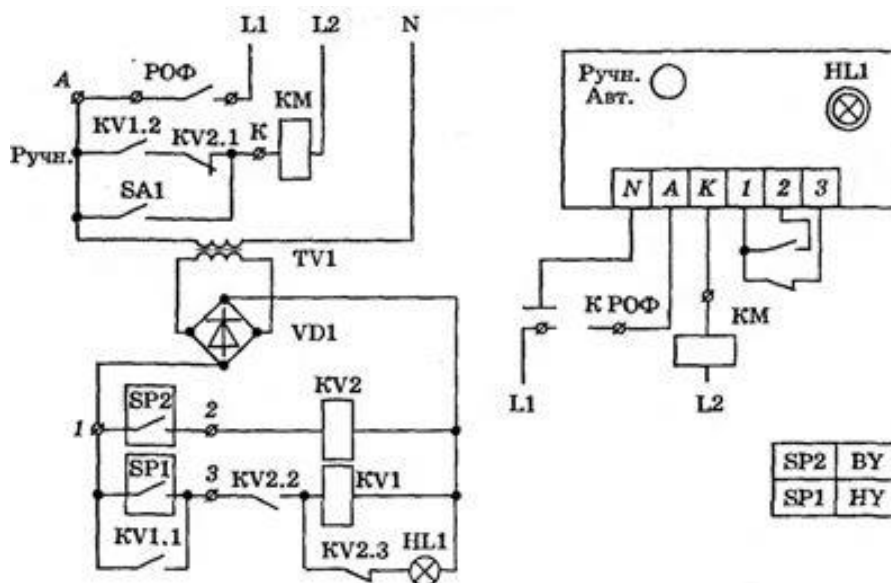 L1 L2 N
A РОФ
KM
KV1.2 KV2.1 К
Ручн.
SA1
TV1
VD1
SP2 2 KV2
1
SP1 3 KV2.2 KV1
KV1.1
KV2.3 HL1
Ручн.
Авт.
HL1
N A K 1 2 3
К РОФ KM
L1 L2
SP2 ВУ
SP1 НУ